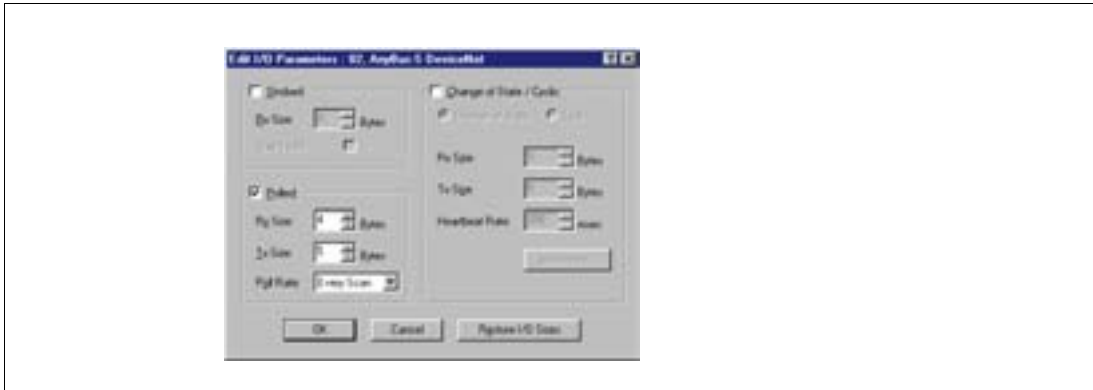 Edit I/O Parameters : 02, AnyBus-S DeviceNet
Strobed
Rx Size Bytes
Polled
Rx Size 4 Bytes
Tx Size Bytes
Poll Rate Every Scan
Change of State / Cyclic
Rx Size Bytes
Tx Size Bytes
Heartbeat Rate msec
OK Cancel Restore I/O Sizes